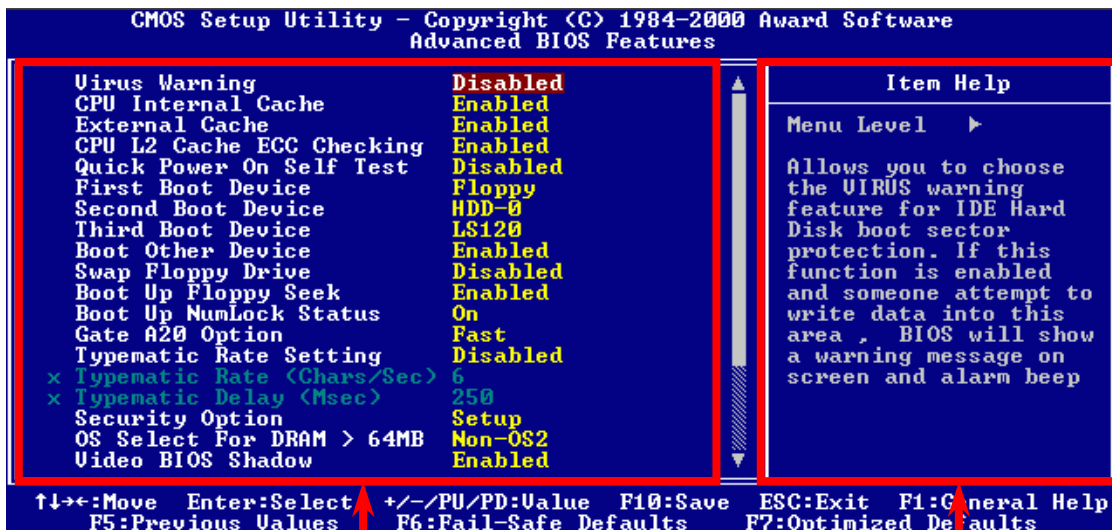 CMOS Setup Utility - Copyright (C) 1984-2000 Award Software
Advanced BIOS Features
Virus Warning Disabled
CPU Internal Cache Enabled
External Cache Enabled
CPU L2 Cache ECC Checking Enabled
Quick Power On Self Test Disabled
First Boot Device Floppy
Second Boot Device HDD-0
Third Boot Device LS120
Boot Other Device Enabled
Swap Floppy Drive Disabled
Boot Up Floppy Seek Enabled
Boot Up NumLock Status On
Gate A20 Option Fast
Typematic Rate Setting Disabled
x Typematic Rate (Chars/Sec) 6
x Typematic Delay (Msec) 250
Security Option Setup
OS Select For DRAM > 64MB Non-OS2
Video BIOS Shadow Enabled
Item Help
Menu Level ▶
Allows you to choose
the VIRUS warning
feature for IDE Hard
Disk boot sector
protection. If this
function is enabled
and someone attempt to
write data into this
area , BIOS will show
a warning message on
screen and alarm beep
↑↓→←:Move Enter:Select +/-/PU/PD:Value F10:Save ESC:Exit F1:General Help
F5:Previous Values F6:Fail-Safe Defaults F7:Optimized Defaults